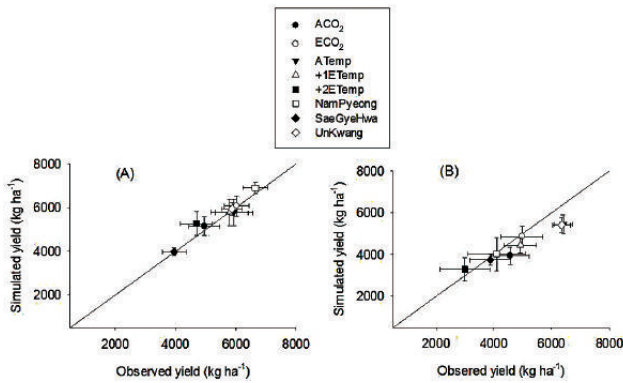 ACO2
ECO2
ATemp
+1ETemp
+2ETemp
NamPyeong
SaeGyeHwa
UnKwang
(A)
Simulated yield (kg ha-1)
8000
6000
4000
2000
2000 4000 6000 8000
Observed yield (kg ha-1)
(B)
Simulated yield (kg ha-1)
8000
6000
4000
2000
2000 4000 6000 8000
Obsered yield (kg ha-1)